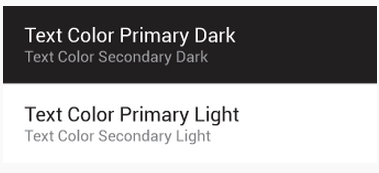 Text Color Primary Dark
Text Color Secondary Dark
Text Color Primary Light
Text Color Secondary Light